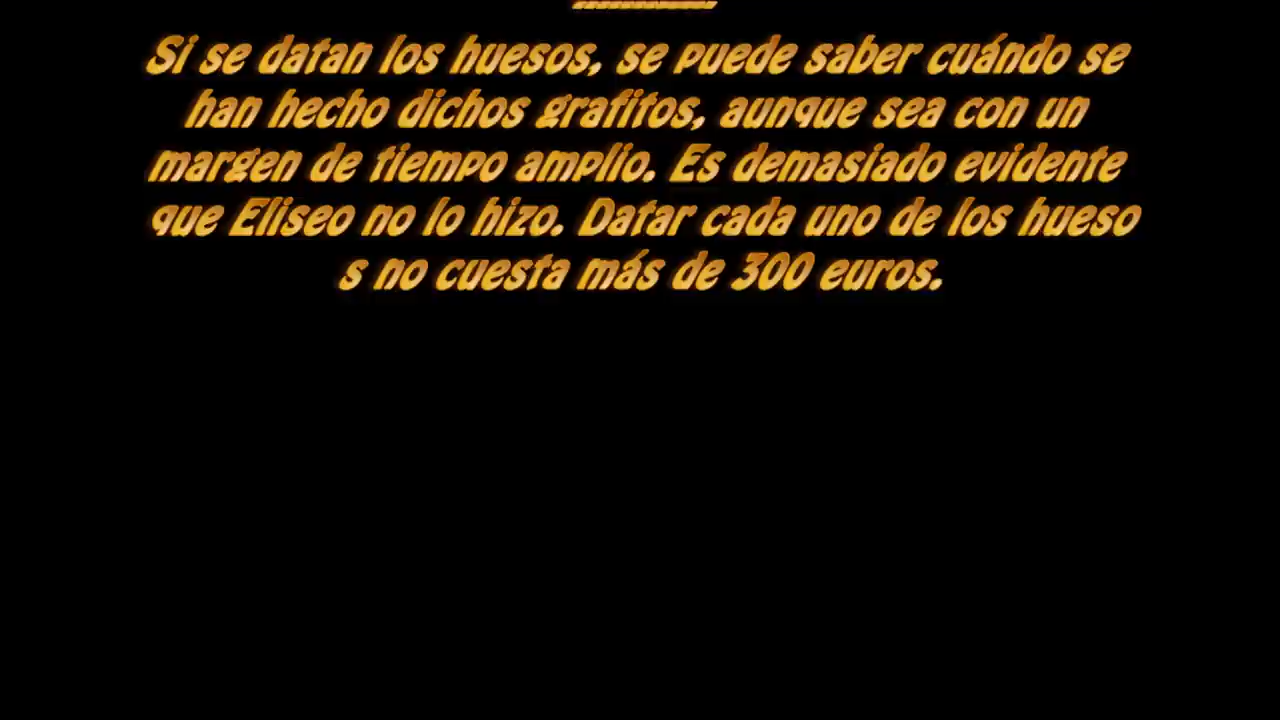 Si se datan los huesos, se puede saber cuándo se
han hecho dichos grafitos, aunque sea con un
margen de tiempo amplio. Es demasiado evidente
que Eliseo no lo hizo. Datar cada uno de los hueso
s no cuesta más de 300 euros.